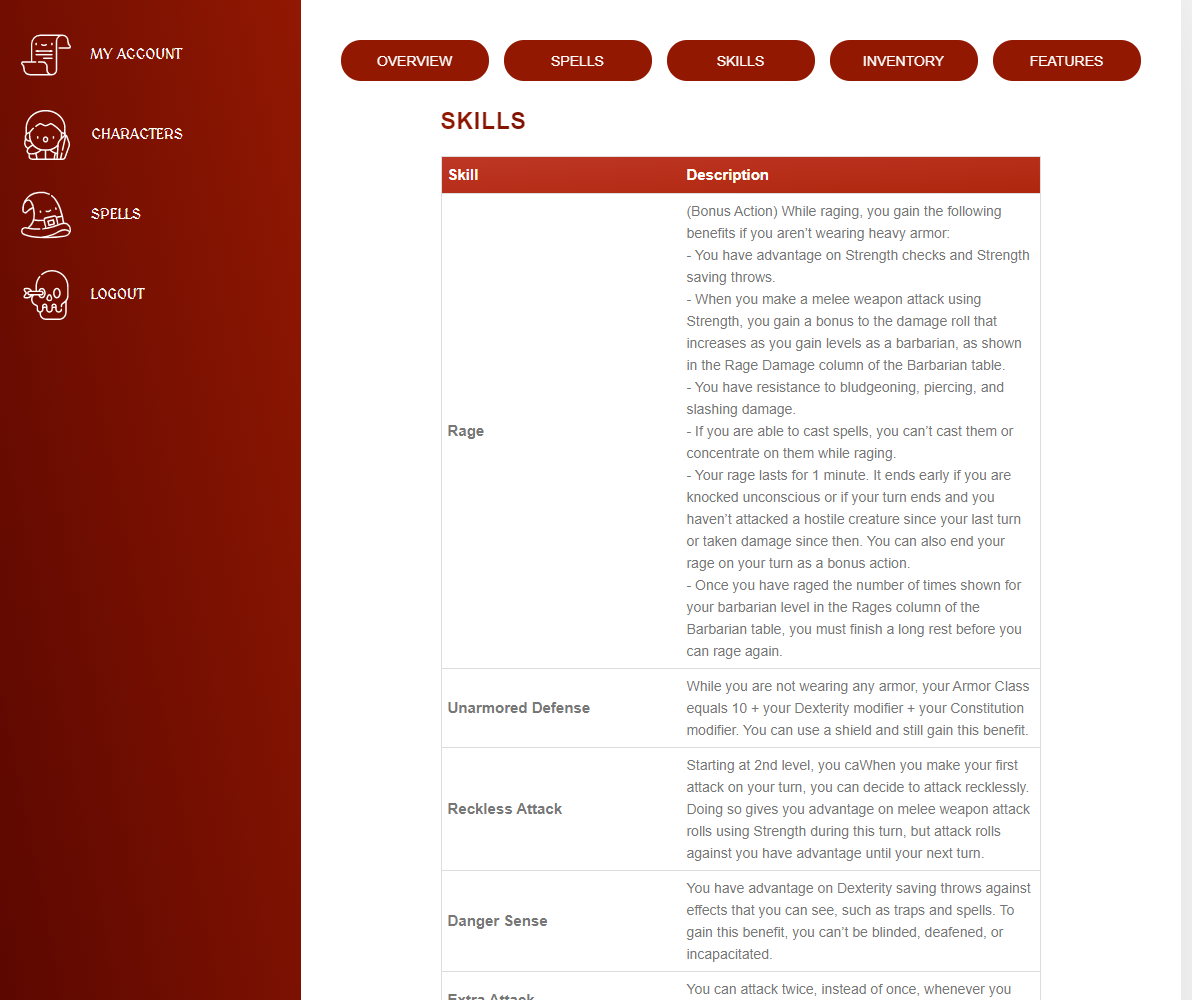 MY ACCOUNT
CHARACTERS
SPELLS
LOGOUT
OVERVIEW
SPELLS
SKILLS
INVENTORY
FEATURES
SKILLS
Skill
Description
Rage
(Bonus Action) While raging, you gain the following
benefits if you aren’t wearing heavy armor:
- You have advantage on Strength checks and Strength
saving throws.
- When you make a melee weapon attack using
Strength, you gain a bonus to the damage roll that
increases as you gain levels as a barbarian, as shown
in the Rage Damage column of the Barbarian table.
- You have resistance to bludgeoning, piercing, and
slashing damage.
- If you are able to cast spells, you can’t cast them or
concentrate on them while raging.
- Your rage lasts for 1 minute. It ends early if you are
knocked unconscious or if your turn ends and you
haven’t attacked a hostile creature since your last turn
or taken damage since then. You can also end your
rage on your turn as a bonus action.
- Once you have raged the number of times shown for
your barbarian level in the Rages column of the
Barbarian table, you must finish a long rest before you
can rage again.
Unarmored Defense
While you are not wearing any armor, your Armor Class
equals 10 + your Dexterity modifier + your Constitution
modifier. You can use a shield and still gain this benefit.
Reckless Attack
Starting at 2nd level, you caWhen you make your first
attack on your turn, you can decide to attack recklessly.
Doing so gives you advantage on melee weapon attack
rolls using Strength during this turn, but attack rolls
against you have advantage until your next turn.
Danger Sense
You have advantage on Dexterity saving throws against
effects that you can see, such as traps and spells. To
gain this benefit, you can’t be blinded, deafened, or
incapacitated.
Extra Attack
You can attack twice, instead of once, whenever you